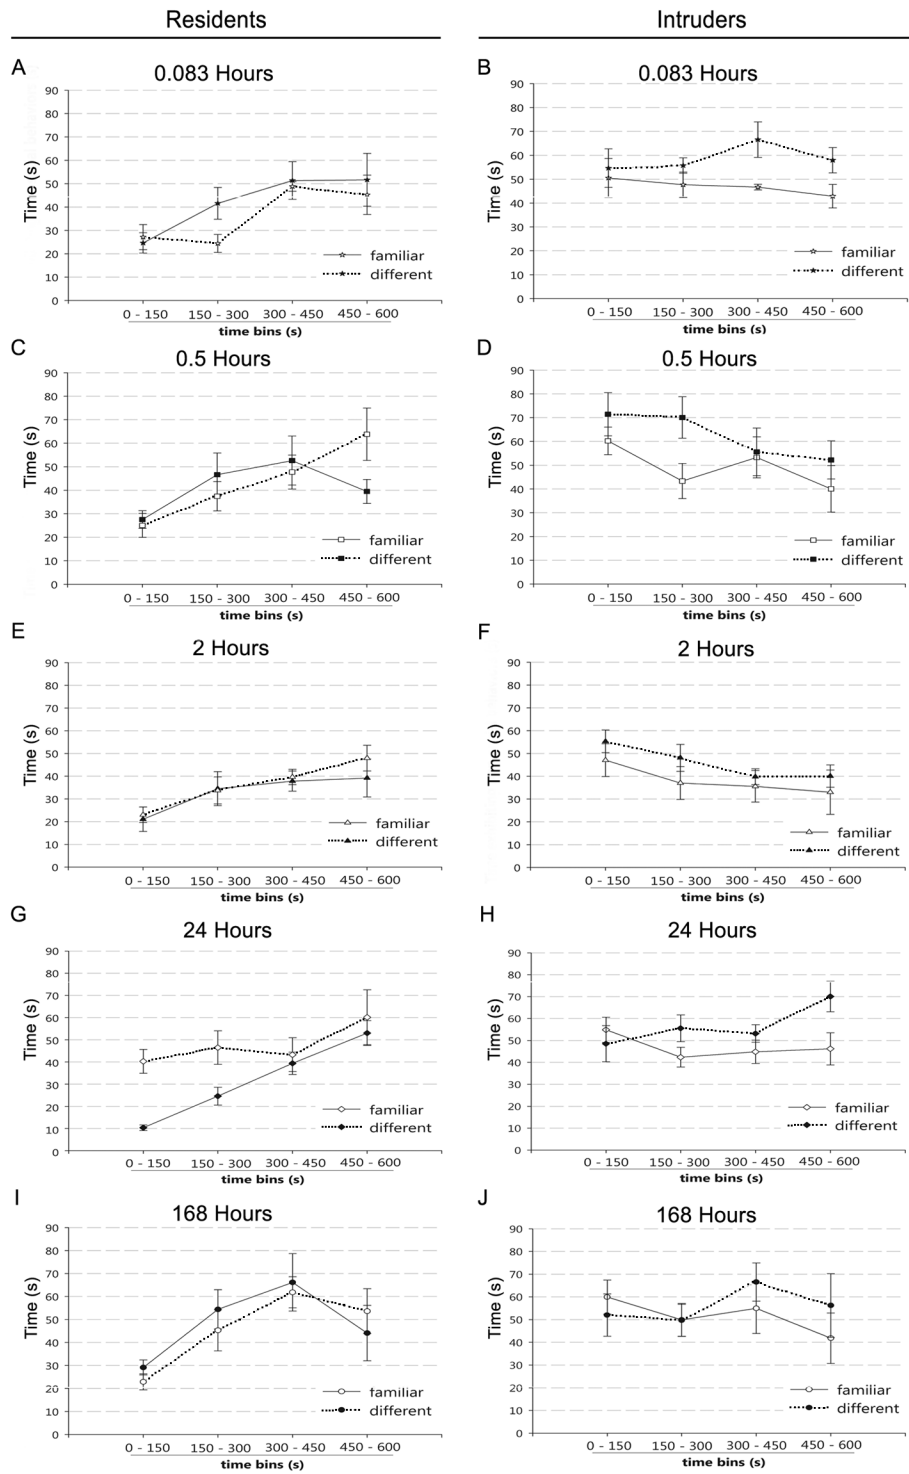 Residents
Intruders
A
0.083 Hours
90
80
70
60
50
40
30
20
10
0
Time (s)
familiar
different
0 - 150
150 - 300
300 - 450
450 - 600
time bins (s)
B
0.083 Hours
90
80
70
60
50
40
30
20
10
0
Time (s)
familiar
different
0 - 150
150 - 300
300 - 450
450 - 600
time bins (s)
C
0.5 Hours
90
80
70
60
50
40
30
20
10
0
Time (s)
familiar
different
0 - 150
150 - 300
300 - 450
450 - 600
time bins (s)
D
0.5 Hours
90
80
70
60
50
40
30
20
10
0
Time (s)
familiar
different
0 - 150
150 - 300
300 - 450
450 - 600
time bins (s)
E
2 Hours
90
80
70
60
50
40
30
20
10
0
Time (s)
familiar
different
0 - 150
150 - 300
300 - 450
450 - 600
time bins (s)
F
2 Hours
90
80
70
60
50
40
30
20
10
0
Time (s)
familiar
different
0 - 150
150 - 300
300 - 450
450 - 600
time bins (s)
G
24 Hours
90
80
70
60
50
40
30
20
10
0
Time (s)
familiar
different
0 - 150
150 - 300
300 - 450
450 - 600
time bins (s)
H
24 Hours
90
80
70
60
50
40
30
20
10
0
Time (s)
familiar
different
0 - 150
150 - 300
300 - 450
450 - 600
time bins (s)
I
168 Hours
90
80
70
60
50
40
30
20
10
0
Time (s)
familiar
different
0 - 150
150 - 300
300 - 450
450 - 600
time bins (s)
J
168 Hours
90
80
70
60
50
40
30
20
10
0
Time (s)
familiar
different
0 - 150
150 - 300
300 - 450
450 - 600
time bins (s)